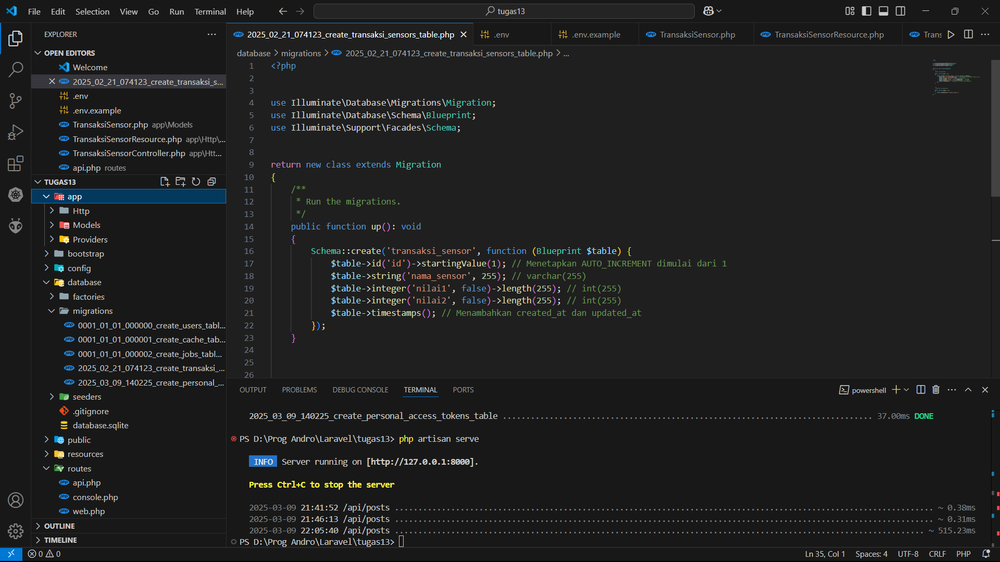 File Edit Selection View Go Run Terminal Help
tugas13
EXPLORER
OPEN EDITORS
Welcome
2025_02_21_074123_create_transaksi_s...
.env
.env.example
TransaksiSensor.php app\Models
TransaksiSensorResource.php app\Http\...
TransaksiSensorController.php app\Htt...
api.php routes
TUGAS13
app
Http
Models
Providers
bootstrap
config
database
factories
migrations
0001_01_01_000000_create_users_tabl...
0001_01_01_000001_create_cache_tab...
0001_01_01_000002_create_jobs_tabl...
2025_02_21_074123_create_transaksi_...
2025_03_09_140225_create_personal_...
seeders
.gitignore
database.sqlite
public
resources
routes
api.php
console.php
web.php
OUTLINE
TIMELINE
2025_02_21_074123_create_transaksi_sensors_table.php .env .env.example TransaksiSensor.php TransaksiSensorResource.php Trans
database > migrations > 2025_02_21_074123_create_transaksi_sensors_table.php > ...
1 <?php
2
3
4 use Illuminate\Database\Migrations\Migration;
5 use Illuminate\Database\Schema\Blueprint;
6 use Illuminate\Support\Facades\Schema;
7
8
9 return new class extends Migration
10 {
11 /**
12 * Run the migrations.
13 */
14 public function up(): void
15 {
16 Schema::create('transaksi_sensor', function (Blueprint $table) {
17 $table->id('id')->startingValue(1); // Menetapkan AUTO_INCREMENT dimulai dari 1
18 $table->string('nama_sensor', 255); // varchar(255)
19 $table->integer('nilai1', false)->length(255); // int(255)
20 $table->integer('nilai2', false)->length(255); // int(255)
21 $table->timestamps(); // Menambahkan created_at dan updated_at
22 });
23 }
24
25
26
OUTPUT PROBLEMS DEBUG CONSOLE TERMINAL PORTS
powershell
2025_03_09_140225_create_personal_access_tokens_table ........ 37.00ms DONE
PS D:\Prog Andro\Laravel\tugas13> php artisan serve
INFO Server running on [http://127.0.0.1:8000].
Press Ctrl+C to stop the server
2025-03-09 21:41:52 /api/posts ........ ~ 0.38ms
2025-03-09 21:46:13 /api/posts ........ ~ 0.31ms
2025-03-09 22:05:40 /api/posts ........ ~ 515.23ms
PS D:\Prog Andro\Laravel\tugas13>
0 0
Ln 35, Col 1 Spaces: 4 UTF-8 CRLF PHP